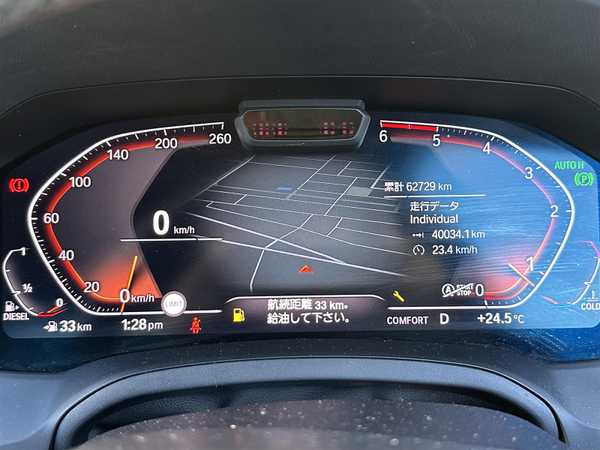 260
220
180
140
100
60
40
20
0 km/h
0 km/h
1
½
0
DIESEL
33 km
1:28 pm
LIMIT
累計 62729 km
走行データ
Individual
40034.1 km
23.4 km/h
航続距離 33 km。
給油して下さい。
6
5
4
3
2
1
0
AUTO H
P
A START
STOP
COLD
COMFORT D +24.5°C